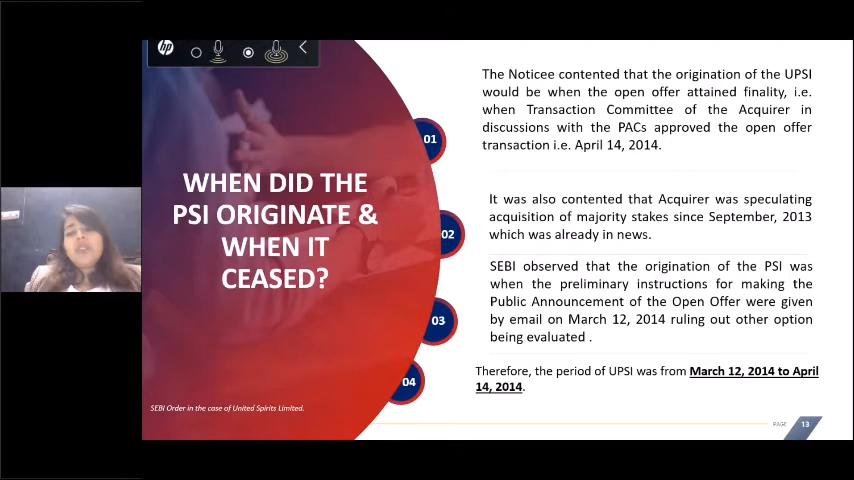 hp
WHEN DID THE
PSI ORIGINATE &
WHEN IT
CEASED?
SEBI Order in the case of United Spirits Limited.
01
The Noticee contented that the origination of the UPSI
would be when the open offer attained finality, i.e.
when Transaction Committee of the Acquirer in
discussions with the PACs approved the open offer
transaction i.e. April 14, 2014.
02
It was also contented that Acquirer was speculating
acquisition of majority stakes since September, 2013
which was already in news.
03
SEBI observed that the origination of the PSI was
when the preliminary instructions for making the
Public Announcement of the Open Offer were given
by email on March 12, 2014 ruling out other option
being evaluated .
04
Therefore, the period of UPSI was from March 12, 2014 to April
14, 2014.
PAGE 13